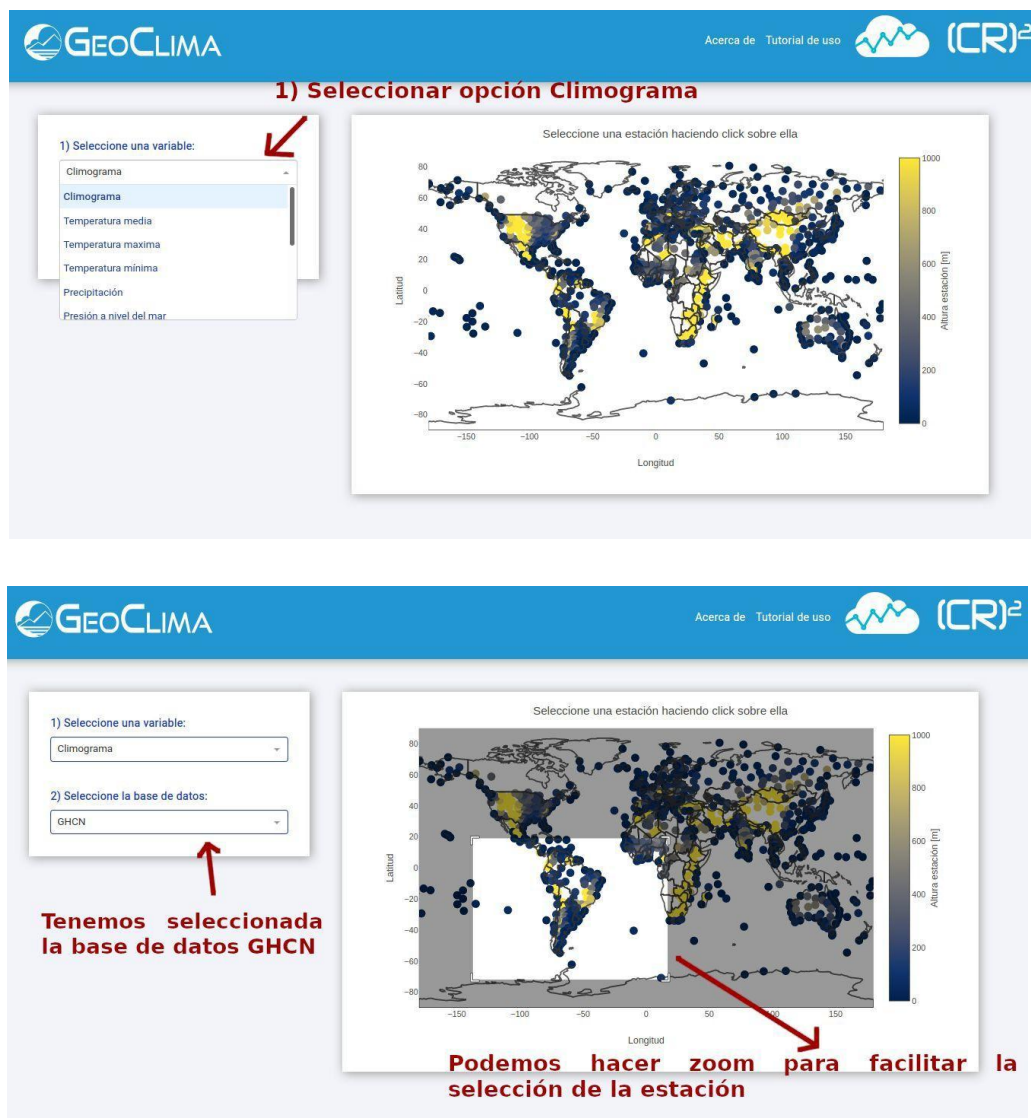 GEOCLIMA
Acerca de Tutorial de uso
(CR)²
1) Seleccionar opción Climograma
1) Seleccione una variable:
Climograma
Climograma
Temperatura media
Temperatura maxima
Temperatura mínima
Precipitación
Presión a nivel del mar
Seleccione una estación haciendo click sobre ella
80
60
40
20
0
−20
−40
−60
−80
Latitud
−150 −100 −50 0 50 100 150
Longitud
1000
800
600
400
200
0
Altura estación [m]
GEOCLIMA
Acerca de Tutorial de uso
(CR)²
1) Seleccione una variable:
Climograma
2) Seleccione la base de datos:
GHCN
Tenemos seleccionada
la base de datos GHCN
Seleccione una estación haciendo click sobre ella
80
60
40
20
0
−20
−40
−60
−80
Latitud
−150 −100 −50 0 50 100 150
Longitud
1000
800
600
400
200
0
Altura estación [m]
Podemos hacer zoom para facilitar la
selección de la estación